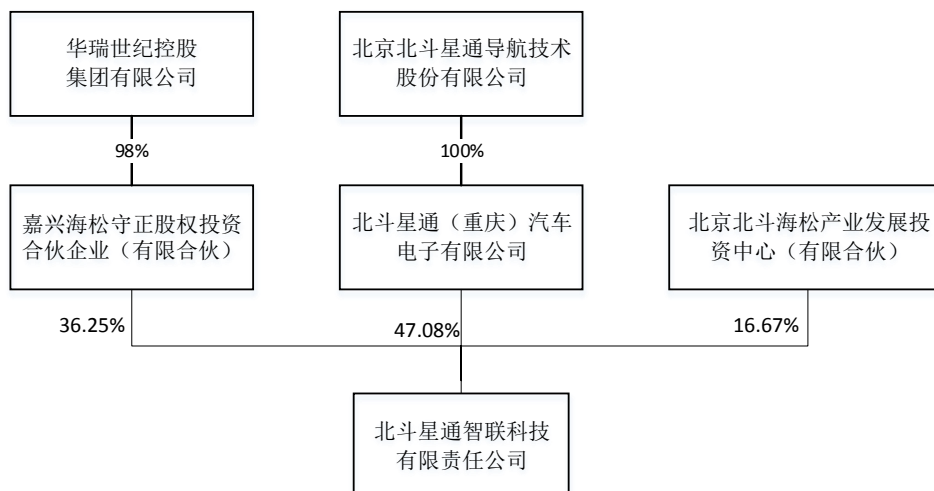 华瑞世纪控股
集团有限公司
北京北斗星通导航技术
股份有限公司
98%
100%
嘉兴海松守正股权投资
合伙企业（有限合伙）
北斗星通（重庆）汽车
电子有限公司
北京北斗海松产业发展投
资中心（有限合伙）
36.25%
47.08%
16.67%
北斗星通智联科技
有限责任公司